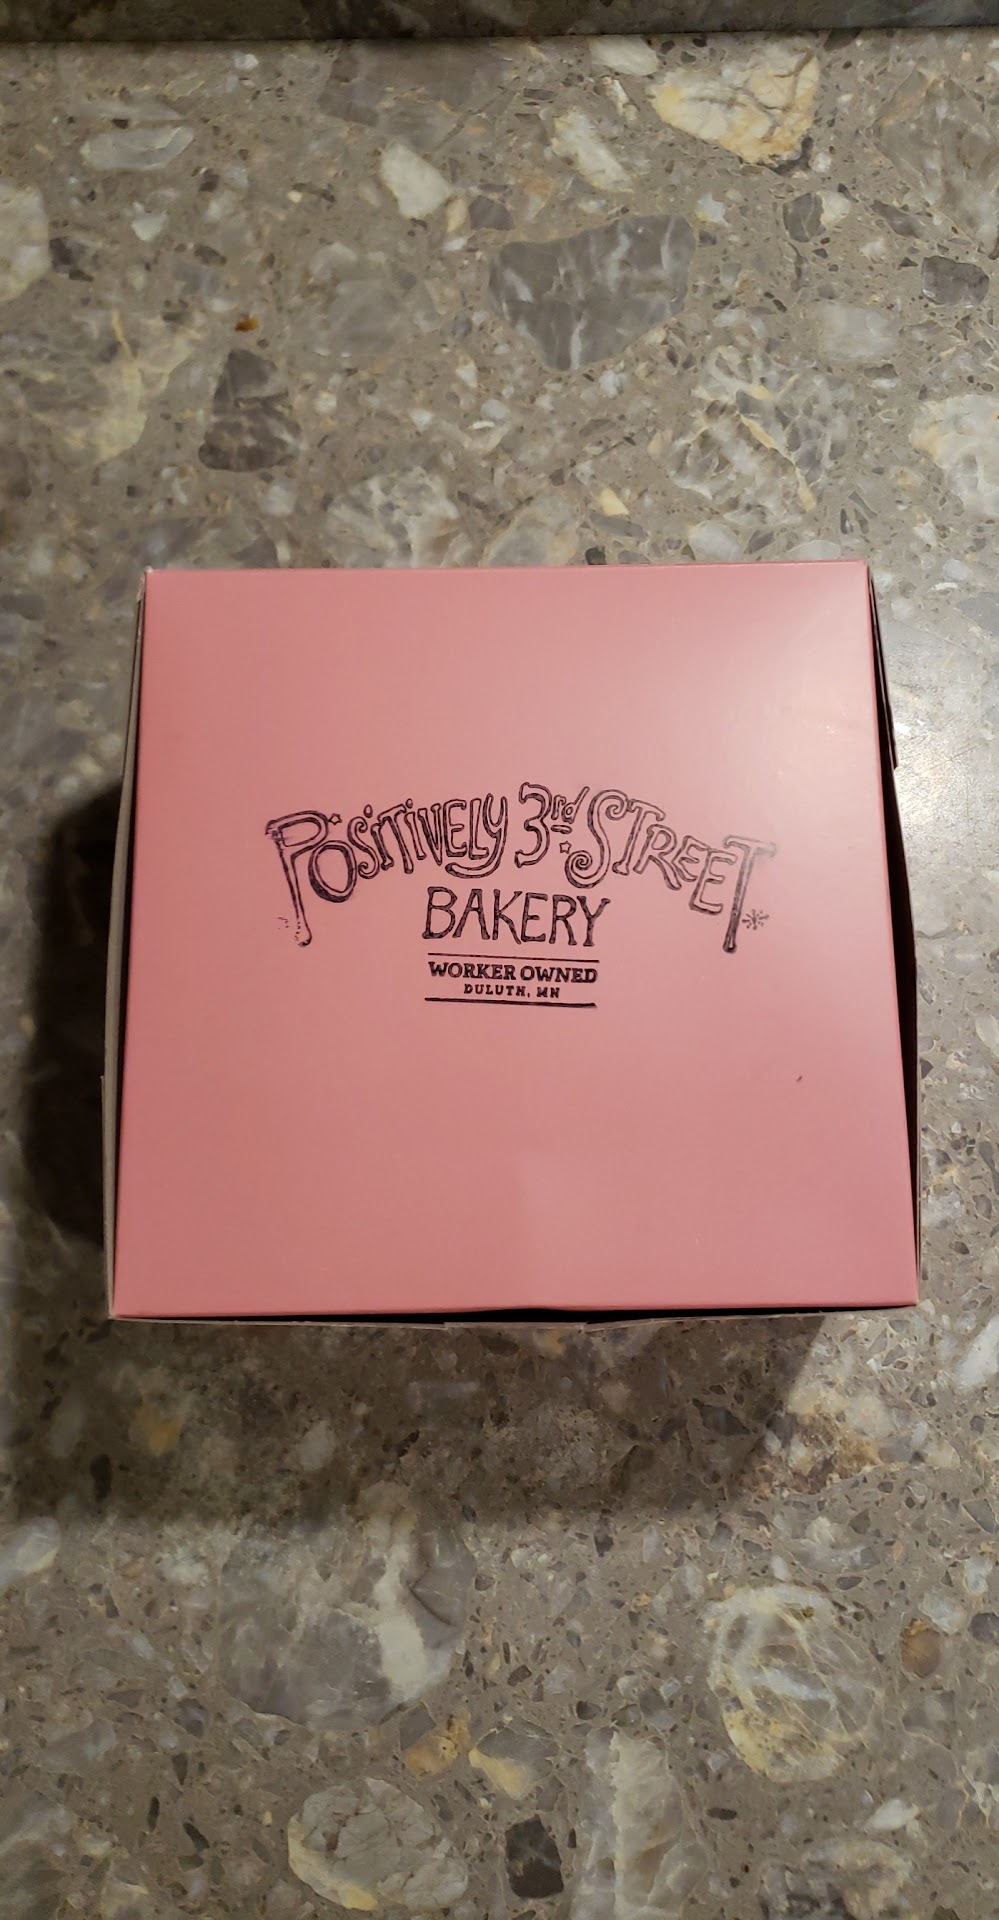 POSITIVELY 3rd STREET
BAKERY
WORKER OWNED
DULUTH, MN